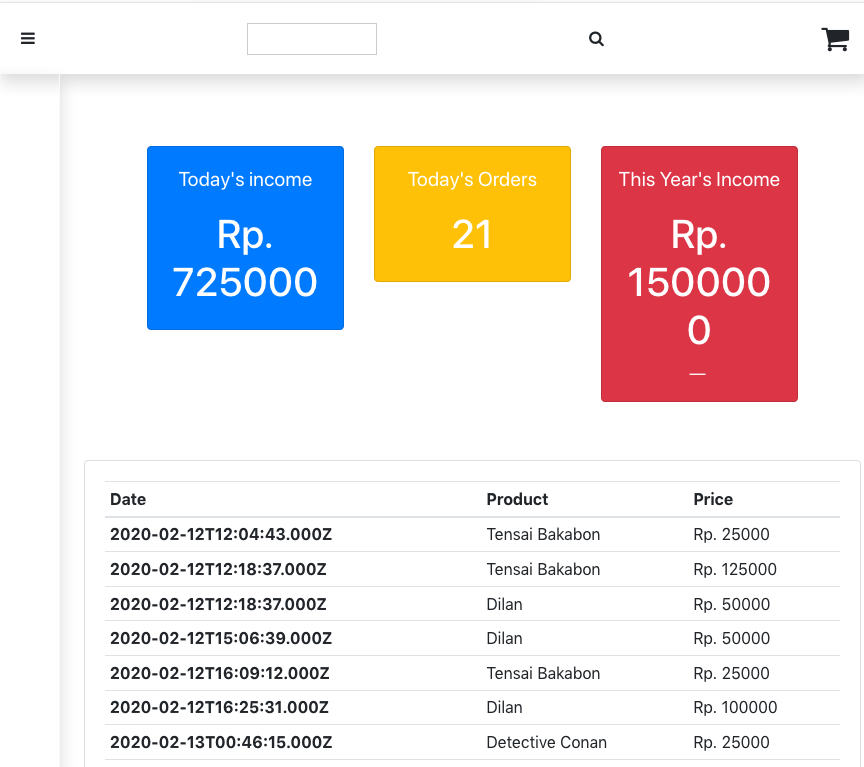 Today's income
Rp.
725000
Today's Orders
21
This Year's Income
Rp.
150000
0
—
Date Product Price
2020-02-12T12:04:43.000Z Tensai Bakabon Rp. 25000
2020-02-12T12:18:37.000Z Tensai Bakabon Rp. 125000
2020-02-12T12:18:37.000Z Dilan Rp. 50000
2020-02-12T15:06:39.000Z Dilan Rp. 50000
2020-02-12T16:09:12.000Z Tensai Bakabon Rp. 25000
2020-02-12T16:25:31.000Z Dilan Rp. 100000
2020-02-13T00:46:15.000Z Detective Conan Rp. 25000